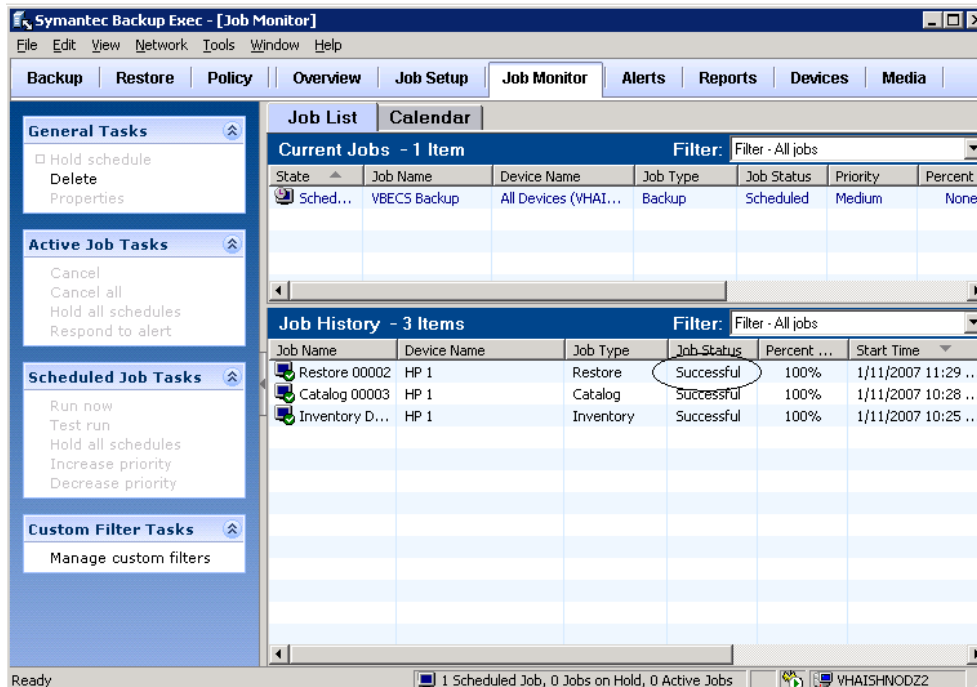 Symantec Backup Exec - [Job Monitor]
File Edit View Network Tools Window Help
Backup Restore Policy Overview Job Setup Job Monitor Alerts Reports Devices Media
General Tasks
Hold schedule
Delete
Properties
Active Job Tasks
Cancel
Cancel all
Hold all schedules
Respond to alert
Scheduled Job Tasks
Run now
Test run
Hold all schedules
Increase priority
Decrease priority
Custom Filter Tasks
Manage custom filters
Job List Calendar
Current Jobs - 1 Item Filter: Filter - All jobs
State Job Name Device Name Job Type Job Status Priority Percent
Sched... VBECS Backup All Devices (VHAI... Backup Scheduled Medium None
Job History - 3 Items Filter: Filter - All jobs
Job Name Device Name Job Type Job Status Percent ... Start Time
Restore 00002 HP 1 Restore Successful 100% 1/11/2007 11:29 ..
Catalog 00003 HP 1 Catalog Successful 100% 1/11/2007 10:28 ..
Inventory D... HP 1 Inventory Successful 100% 1/11/2007 10:25 ..
Ready 1 Scheduled Job, 0 Jobs on Hold, 0 Active Jobs VHAISHNODZ2